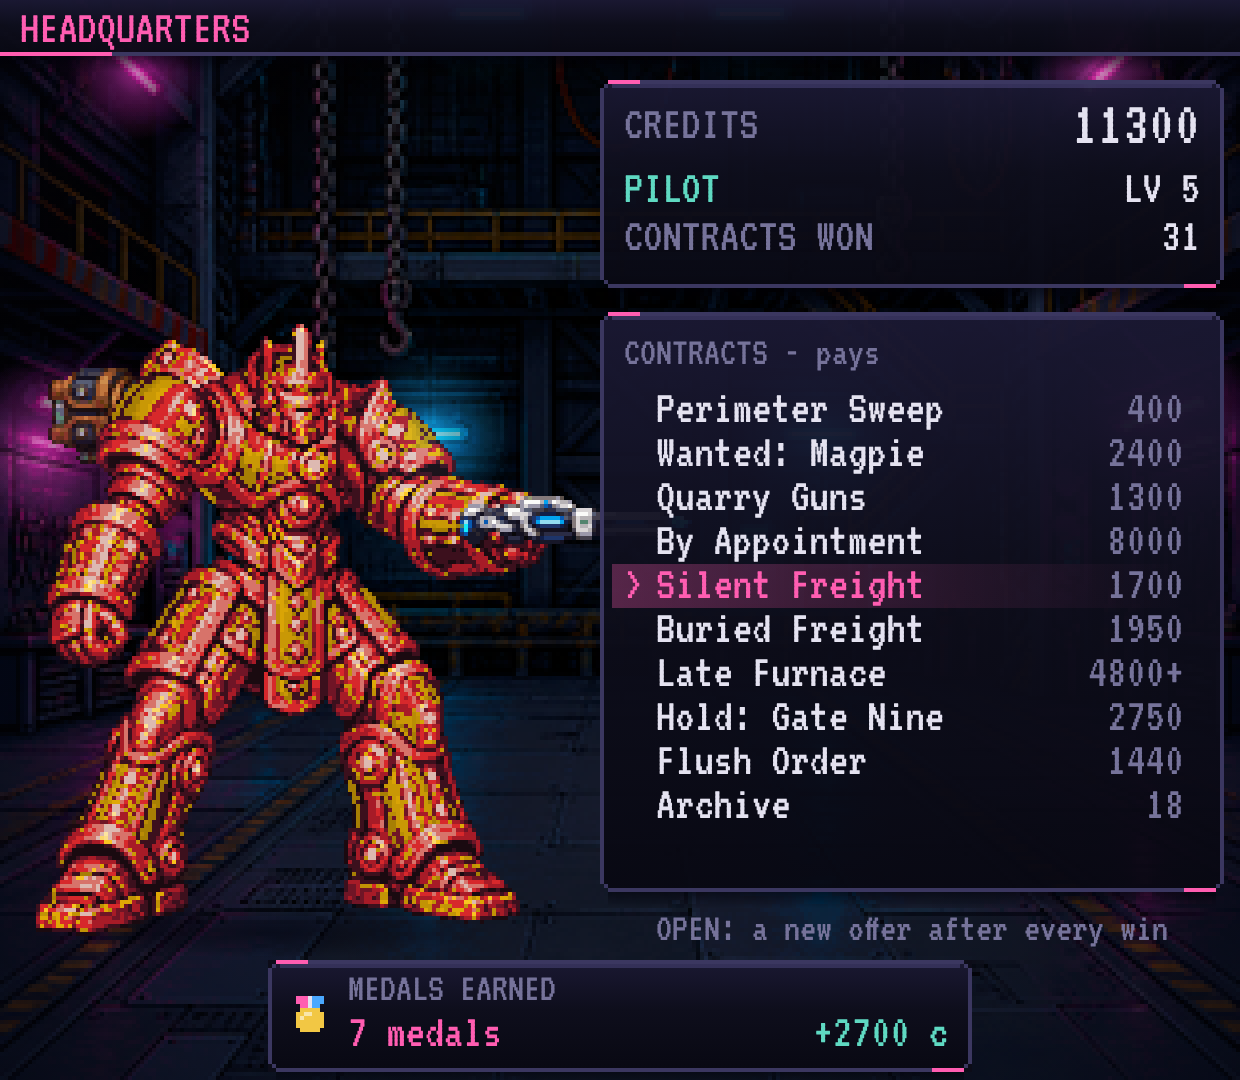 HEADQUARTERS
CREDITS 11300
PILOT LV 5
CONTRACTS WON 31
CONTRACTS - pays
Perimeter Sweep 400
Wanted: Magpie 2400
Quarry Guns 1300
By Appointment 8000
> Silent Freight 1700
Buried Freight 1950
Late Furnace 4800+
Hold: Gate Nine 2750
Flush Order 1440
Archive 18
OPEN: a new offer after every win
MEDALS EARNED
7 medals +2700 c